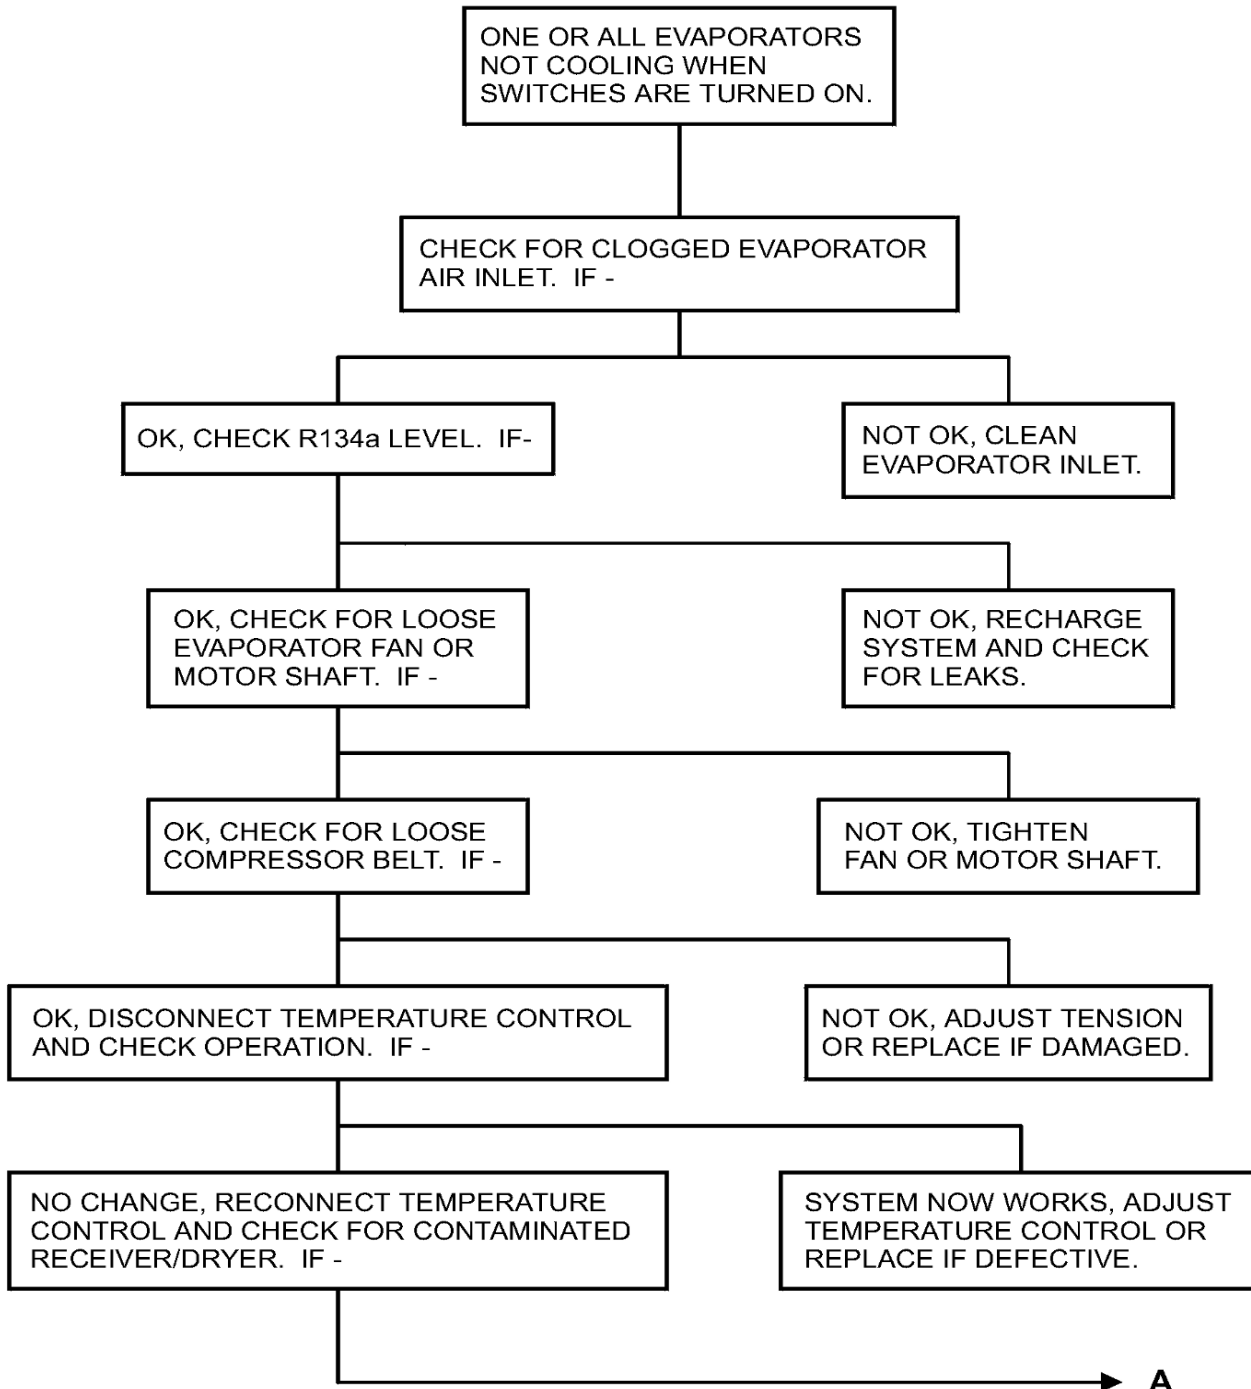 ONE OR ALL EVAPORATORS
NOT COOLING WHEN
SWITCHES ARE TURNED ON.
CHECK FOR CLOGGED EVAPORATOR
AIR INLET. IF -
OK, CHECK R134a LEVEL. IF-
NOT OK, CLEAN
EVAPORATOR INLET.
OK, CHECK FOR LOOSE
EVAPORATOR FAN OR
MOTOR SHAFT. IF -
NOT OK, RECHARGE
SYSTEM AND CHECK
FOR LEAKS.
OK, CHECK FOR LOOSE
COMPRESSOR BELT. IF -
NOT OK, TIGHTEN
FAN OR MOTOR SHAFT.
OK, DISCONNECT TEMPERATURE CONTROL
AND CHECK OPERATION. IF -
NOT OK, ADJUST TENSION
OR REPLACE IF DAMAGED.
NO CHANGE, RECONNECT TEMPERATURE
CONTROL AND CHECK FOR CONTAMINATED
RECEIVER/DRYER. IF -
SYSTEM NOW WORKS, ADJUST
TEMPERATURE CONTROL OR
REPLACE IF DEFECTIVE.
A